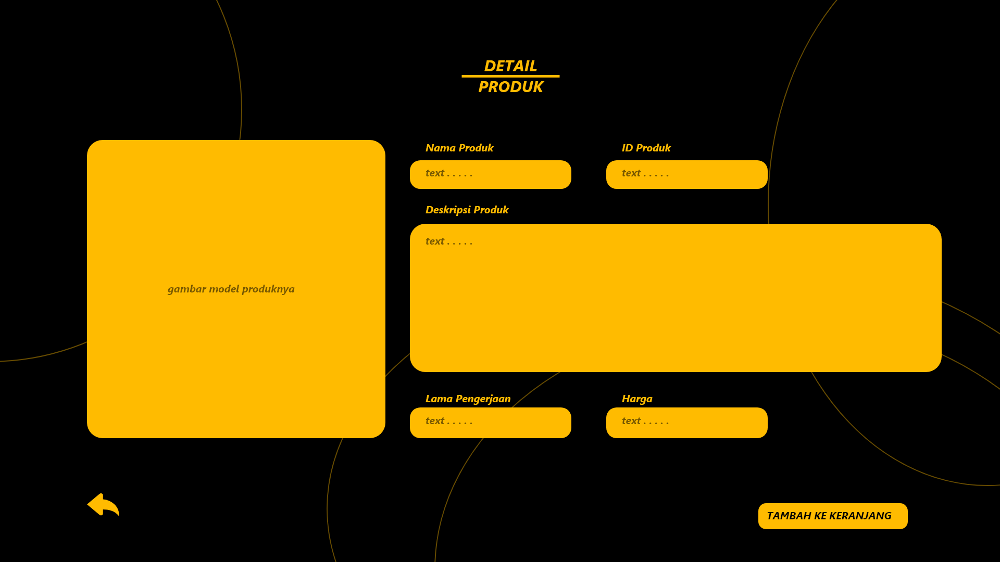 DETAIL
PRODUK
Nama Produk
text . . . . .
ID Produk
text . . . . .
Deskripsi Produk
text . . . . .
gambar model produknya
Lama Pengerjaan
text . . . . .
Harga
text . . . . .
TAMBAH KE KERANJANG